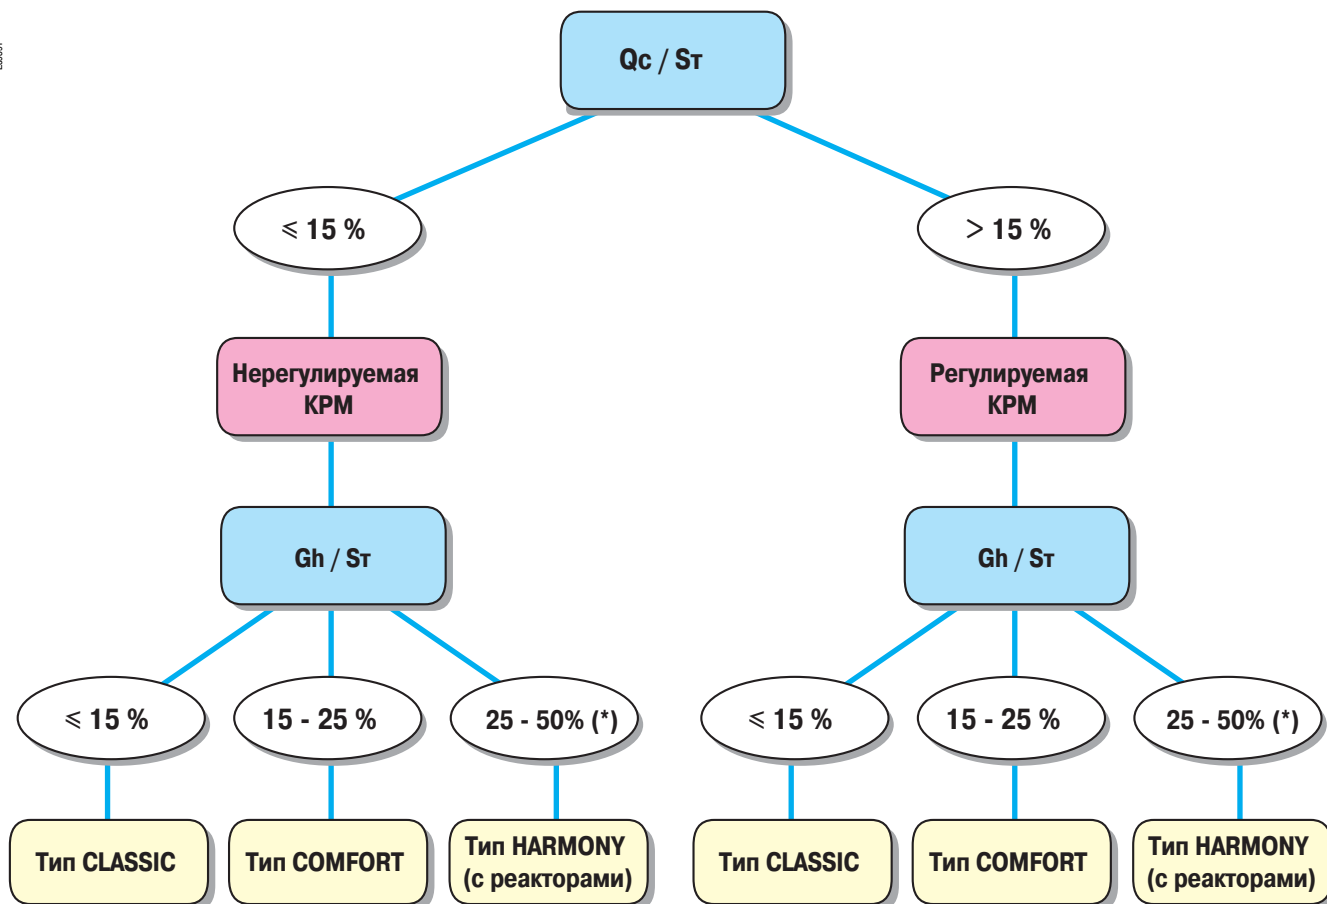 Qc / Sт
⩽ 15 %
> 15 %
Нерегулируемая
КРМ
Регулируемая
КРМ
Gh / Sт
Gh / Sт
⩽ 15 %
15 - 25 %
25 - 50% (*)
⩽ 15 %
15 - 25 %
25 - 50% (*)
Тип CLASSIC
Тип COMFORT
Тип HARMONY
(с реакторами)
Тип CLASSIC
Тип COMFORT
Тип HARMONY
(с реакторами)